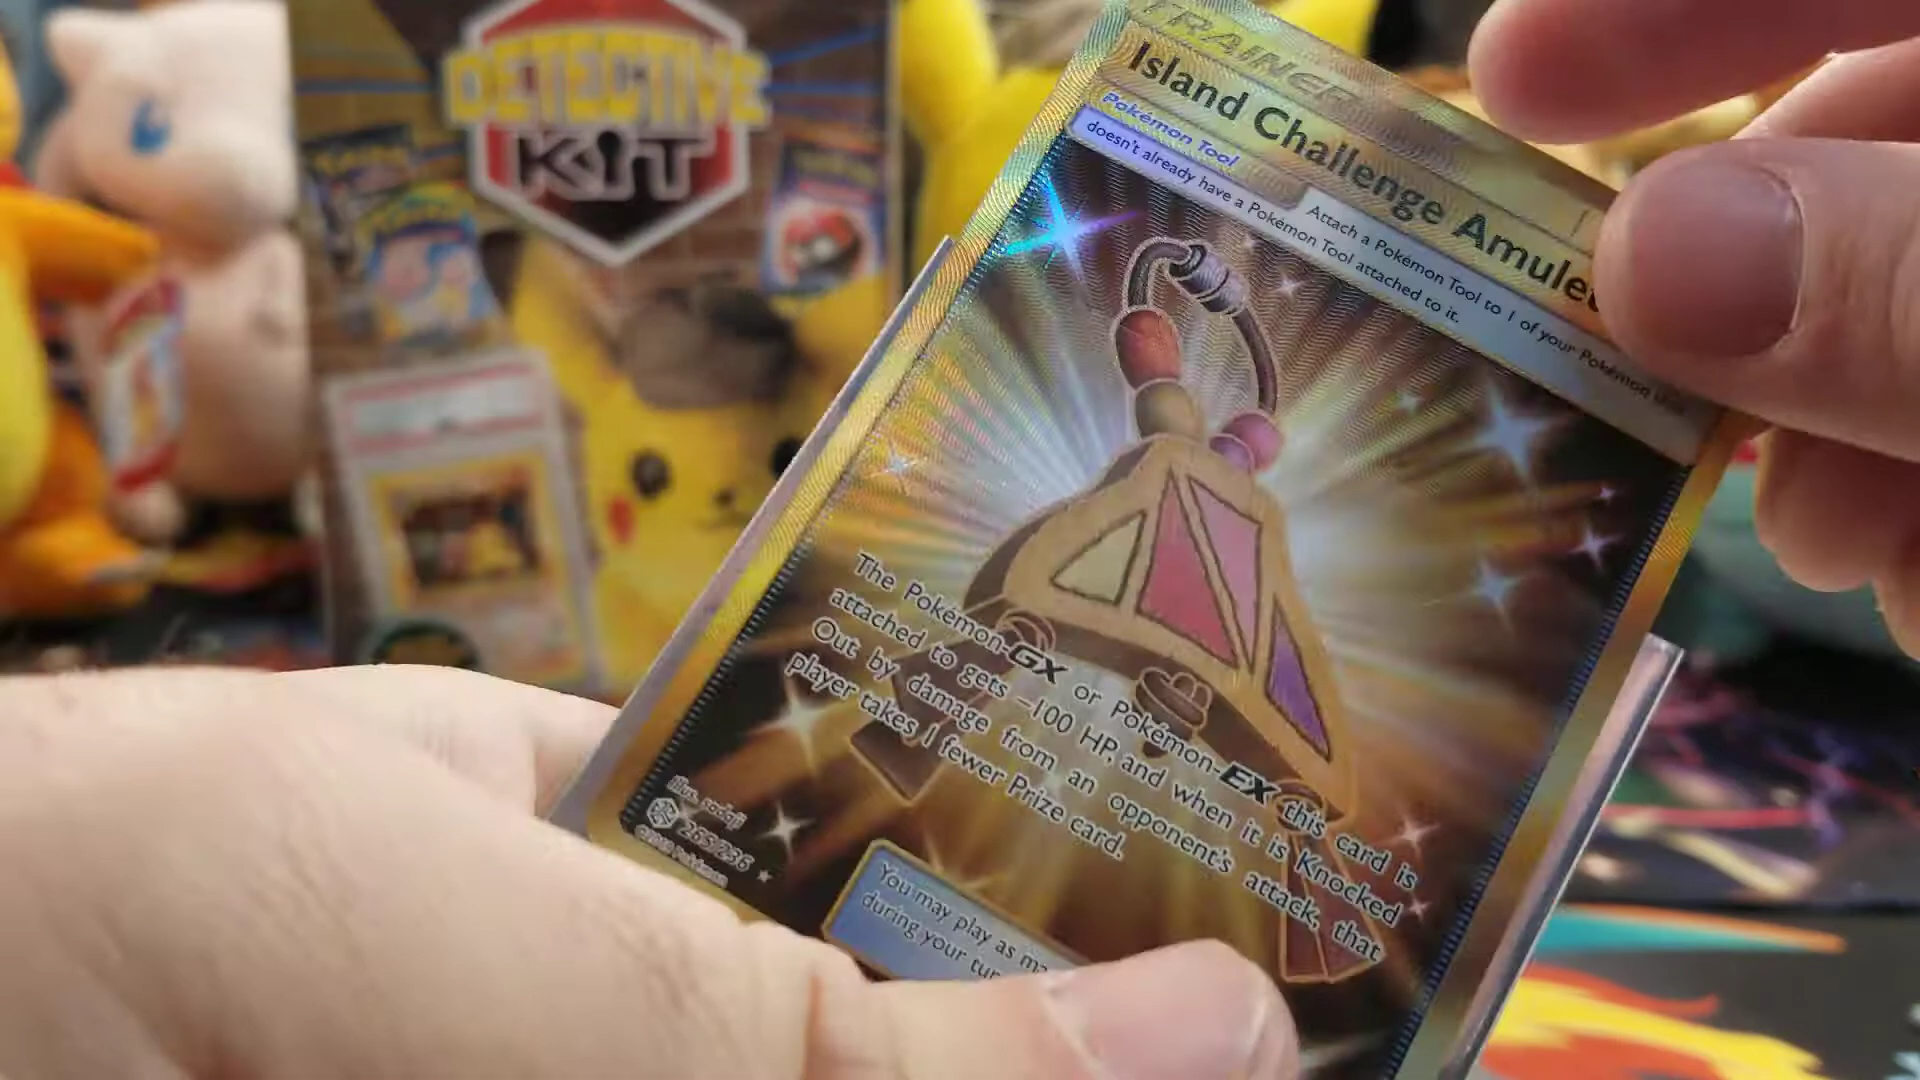 DETECTIVE
KIT
TRAINER
Island Challenge Amulet
Pokémon Tool
Attach a Pokémon Tool to 1 of your Pokémon that
doesn't already have a Pokémon Tool attached to it.
The Pokémon-GX or Pokémon-EX this card is
attached to gets -100 HP, and when it is Knocked
Out by damage from an opponent's attack, that
player takes 1 fewer Prize card.
illus. sadaji
265/236
You may play as ma
during your tur